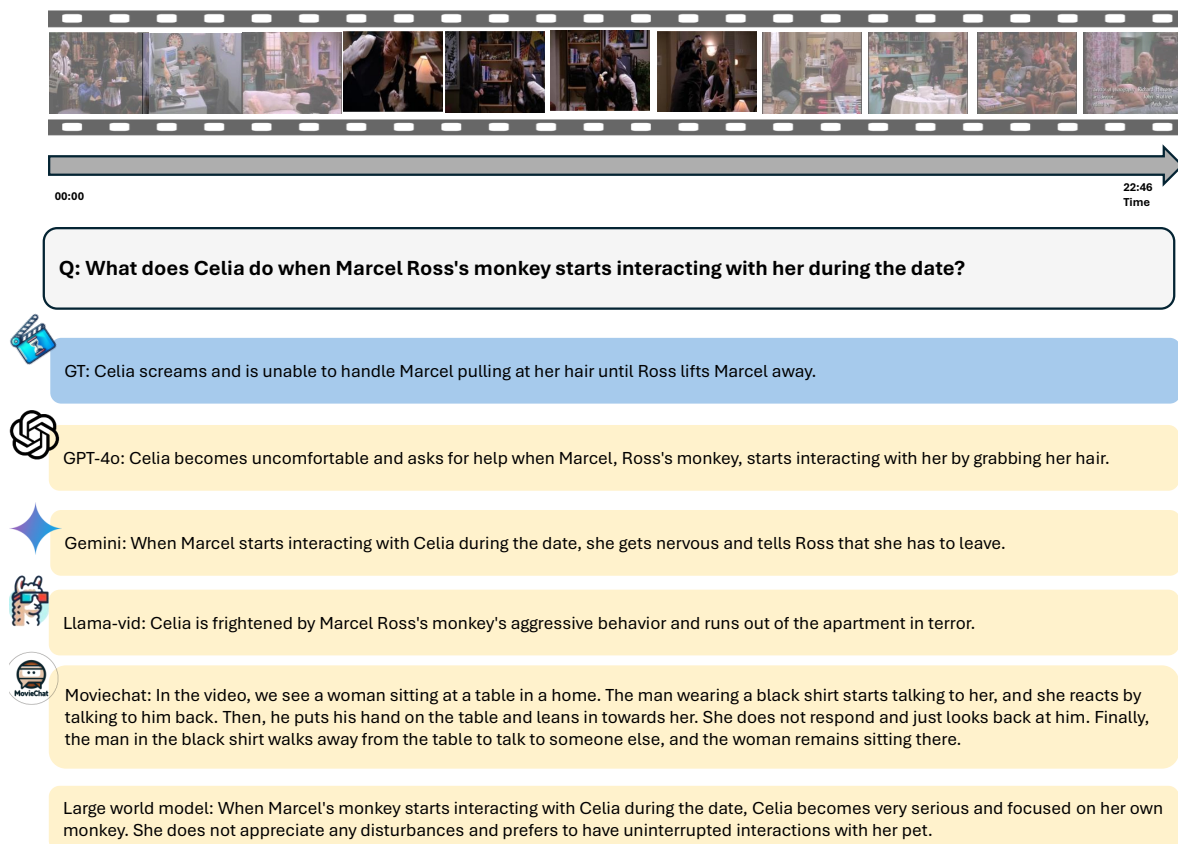 00:00
22:46
Time
Q: What does Celia do when Marcel Ross's monkey starts interacting with her during the date?
GT: Celia screams and is unable to handle Marcel pulling at her hair until Ross lifts Marcel away.
GPT-4o: Celia becomes uncomfortable and asks for help when Marcel, Ross's monkey, starts interacting with her by grabbing her hair.
Gemini: When Marcel starts interacting with Celia during the date, she gets nervous and tells Ross that she has to leave.
Llama-vid: Celia is frightened by Marcel Ross's monkey's aggressive behavior and runs out of the apartment in terror.
MovieChat
Moviechat: In the video, we see a woman sitting at a table in a home. The man wearing a black shirt starts talking to her, and she reacts by
talking to him back. Then, he puts his hand on the table and leans in towards her. She does not respond and just looks back at him. Finally,
the man in the black shirt walks away from the table to talk to someone else, and the woman remains sitting there.
Large world model: When Marcel's monkey starts interacting with Celia during the date, Celia becomes very serious and focused on her own
monkey. She does not appreciate any disturbances and prefers to have uninterrupted interactions with her pet.